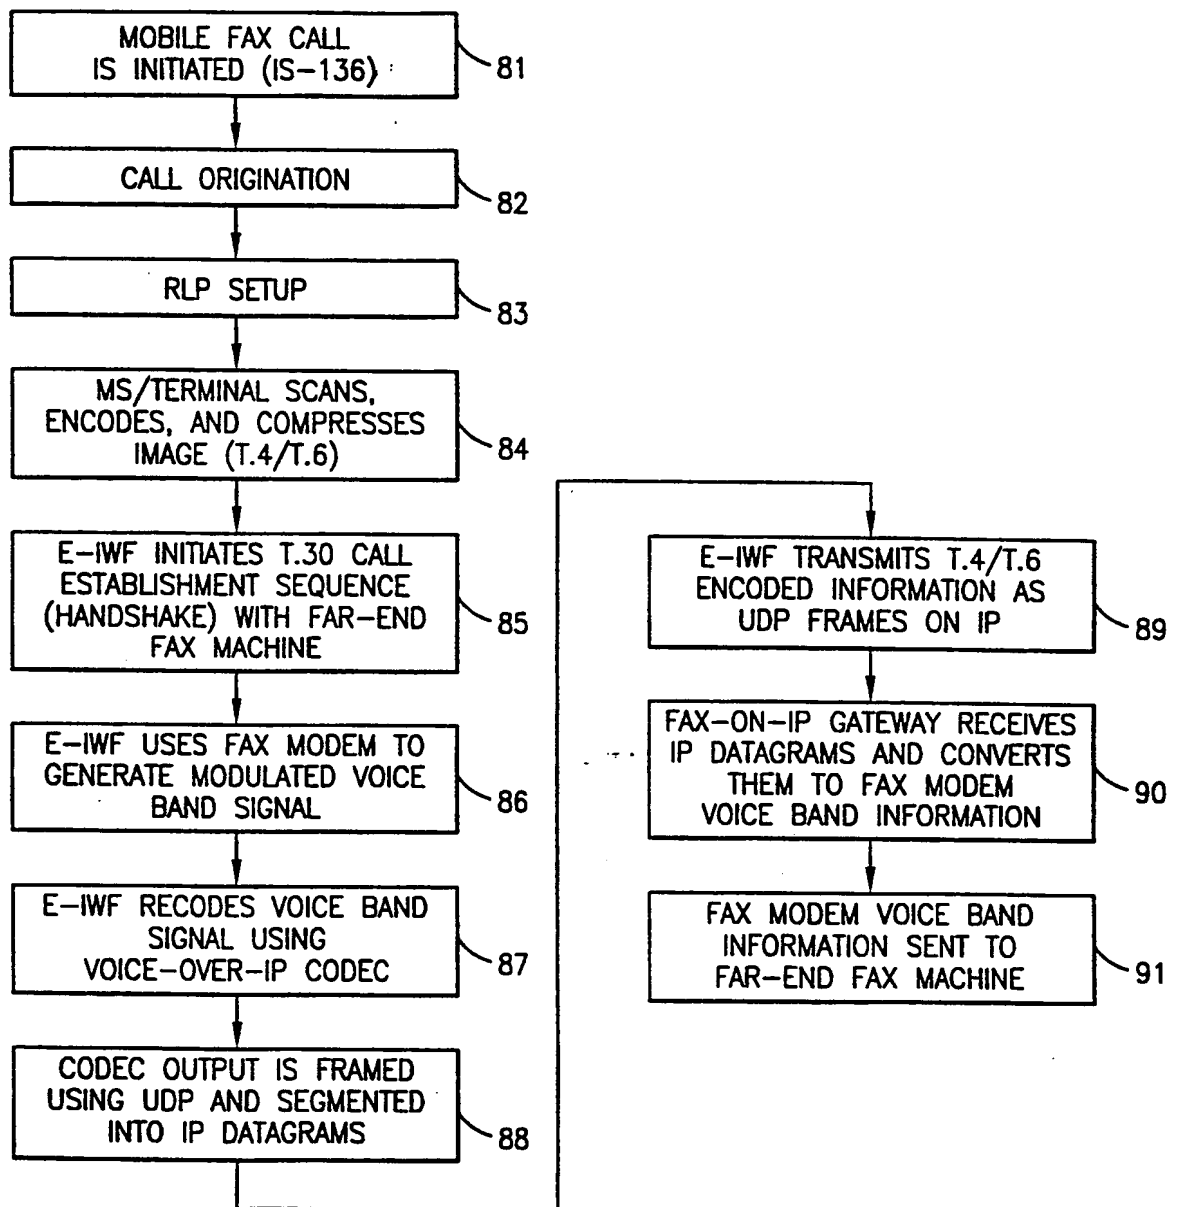 MOBILE FAX CALL
IS INITIATED (IS-136)
81
CALL ORIGINATION
82
RLP SETUP
83
MS/TERMINAL SCANS,
ENCODES, AND COMPRESSES
IMAGE (T.4/T.6)
84
E-IWF INITIATES T.30 CALL
ESTABLISHMENT SEQUENCE
(HANDSHAKE) WITH FAR-END
FAX MACHINE
85
E-IWF USES FAX MODEM TO
GENERATE MODULATED VOICE
BAND SIGNAL
86
E-IWF RECODES VOICE BAND
SIGNAL USING
VOICE-OVER-IP CODEC
87
CODEC OUTPUT IS FRAMED
USING UDP AND SEGMENTED
INTO IP DATAGRAMS
88
E-IWF TRANSMITS T.4/T.6
ENCODED INFORMATION AS
UDP FRAMES ON IP
89
FAX-ON-IP GATEWAY RECEIVES
IP DATAGRAMS AND CONVERTS
THEM TO FAX MODEM
VOICE BAND INFORMATION
90
FAX MODEM VOICE BAND
INFORMATION SENT TO
FAR-END FAX MACHINE
91